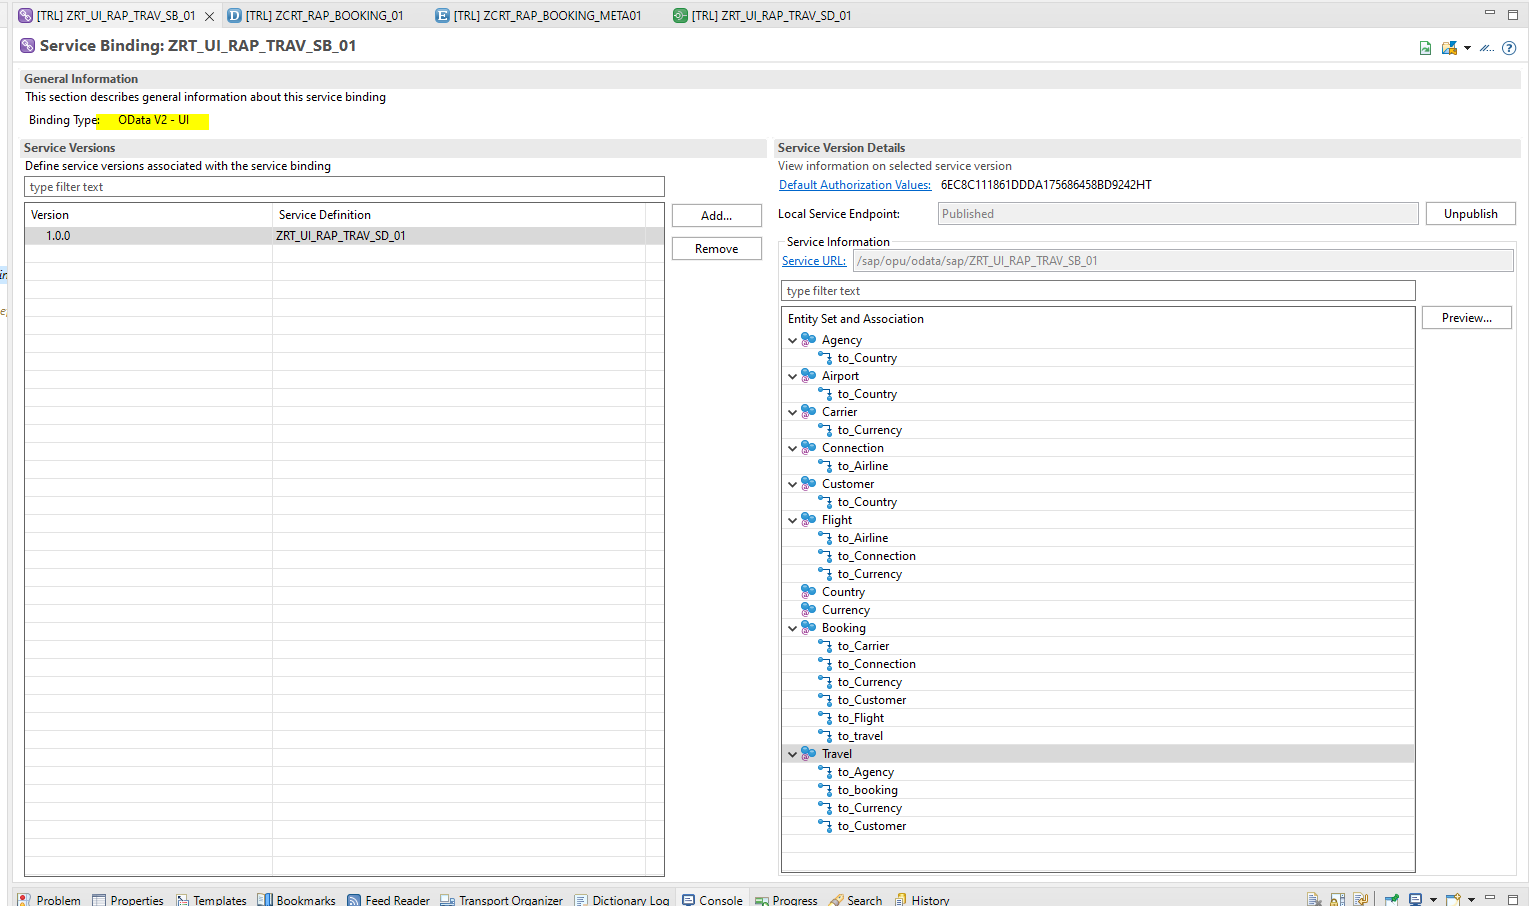 [TRL] ZRT_UI_RAP_TRAV_SB_01
[TRL] ZCRT_RAP_BOOKING_01
[TRL] ZCRT_RAP_BOOKING_META01
[TRL] ZRT_UI_RAP_TRAV_SD_01
Service Binding: ZRT_UI_RAP_TRAV_SB_01
General Information
This section describes general information about this service binding
Binding Type: OData V2 - UI
Service Versions
Define service versions associated with the service binding
type filter text
Version Service Definition
1.0.0 ZRT_UI_RAP_TRAV_SD_01
Add...
Remove
Service Version Details
View information on selected service version
Default Authorization Values: 6EC8C111861DDDA175686458BD9242HT
Local Service Endpoint: Published Unpublish
Service Information
Service URL: /sap/opu/odata/sap/ZRT_UI_RAP_TRAV_SB_01
type filter text
Preview...
Entity Set and Association
Agency
to_Country
Airport
to_Country
Carrier
to_Currency
Connection
to_Airline
Customer
to_Country
Flight
to_Airline
to_Connection
to_Currency
Country
Currency
Booking
to_Carrier
to_Connection
to_Currency
to_Customer
to_Flight
to_travel
Travel
to_Agency
to_booking
to_Currency
to_Customer
Problem Properties Templates Bookmarks Feed Reader Transport Organizer Dictionary Log Console Progress Search History